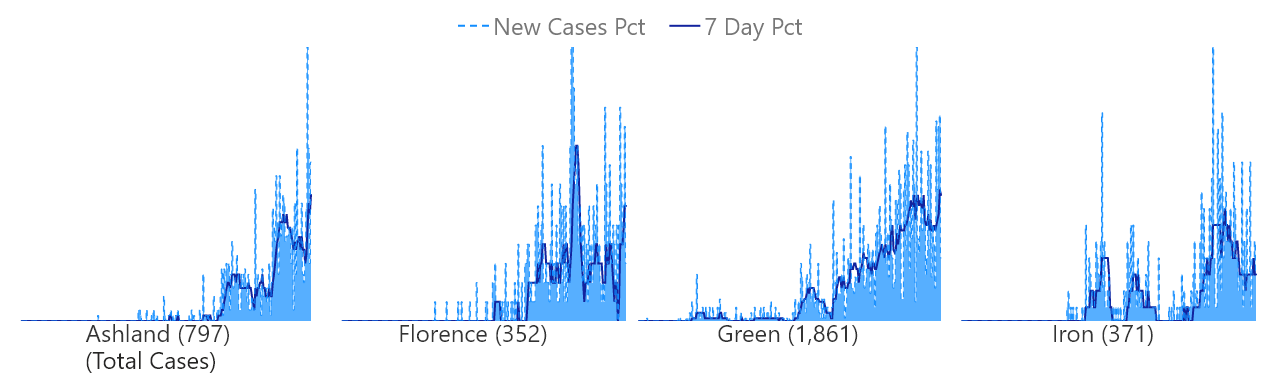 New Cases Pct 7 Day Pct
Ashland (797) Florence (352) Green (1,861) Iron (371)
(Total Cases)